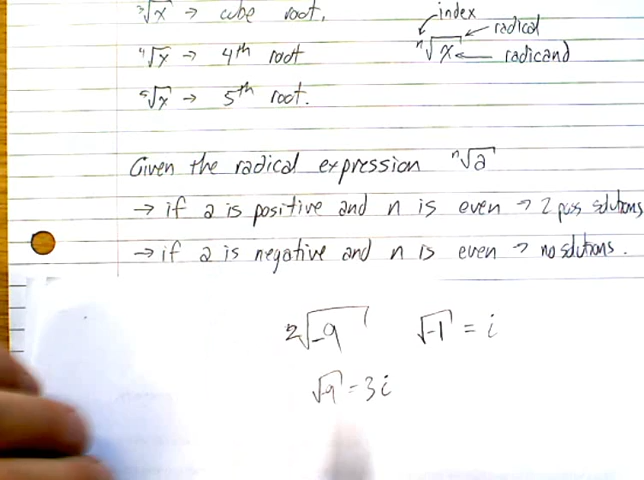 ³√x → cube root.
index
radical
ⁿ√x ← radicand
⁴√x → 4th root
⁵√x → 5th root.
Given the radical expression ⁿ√a
→ if a is positive and n is even → 2 poss solutions
→ if a is negative and n is even → no solutions.
²√-9 √-1 = i
√9 = 3i